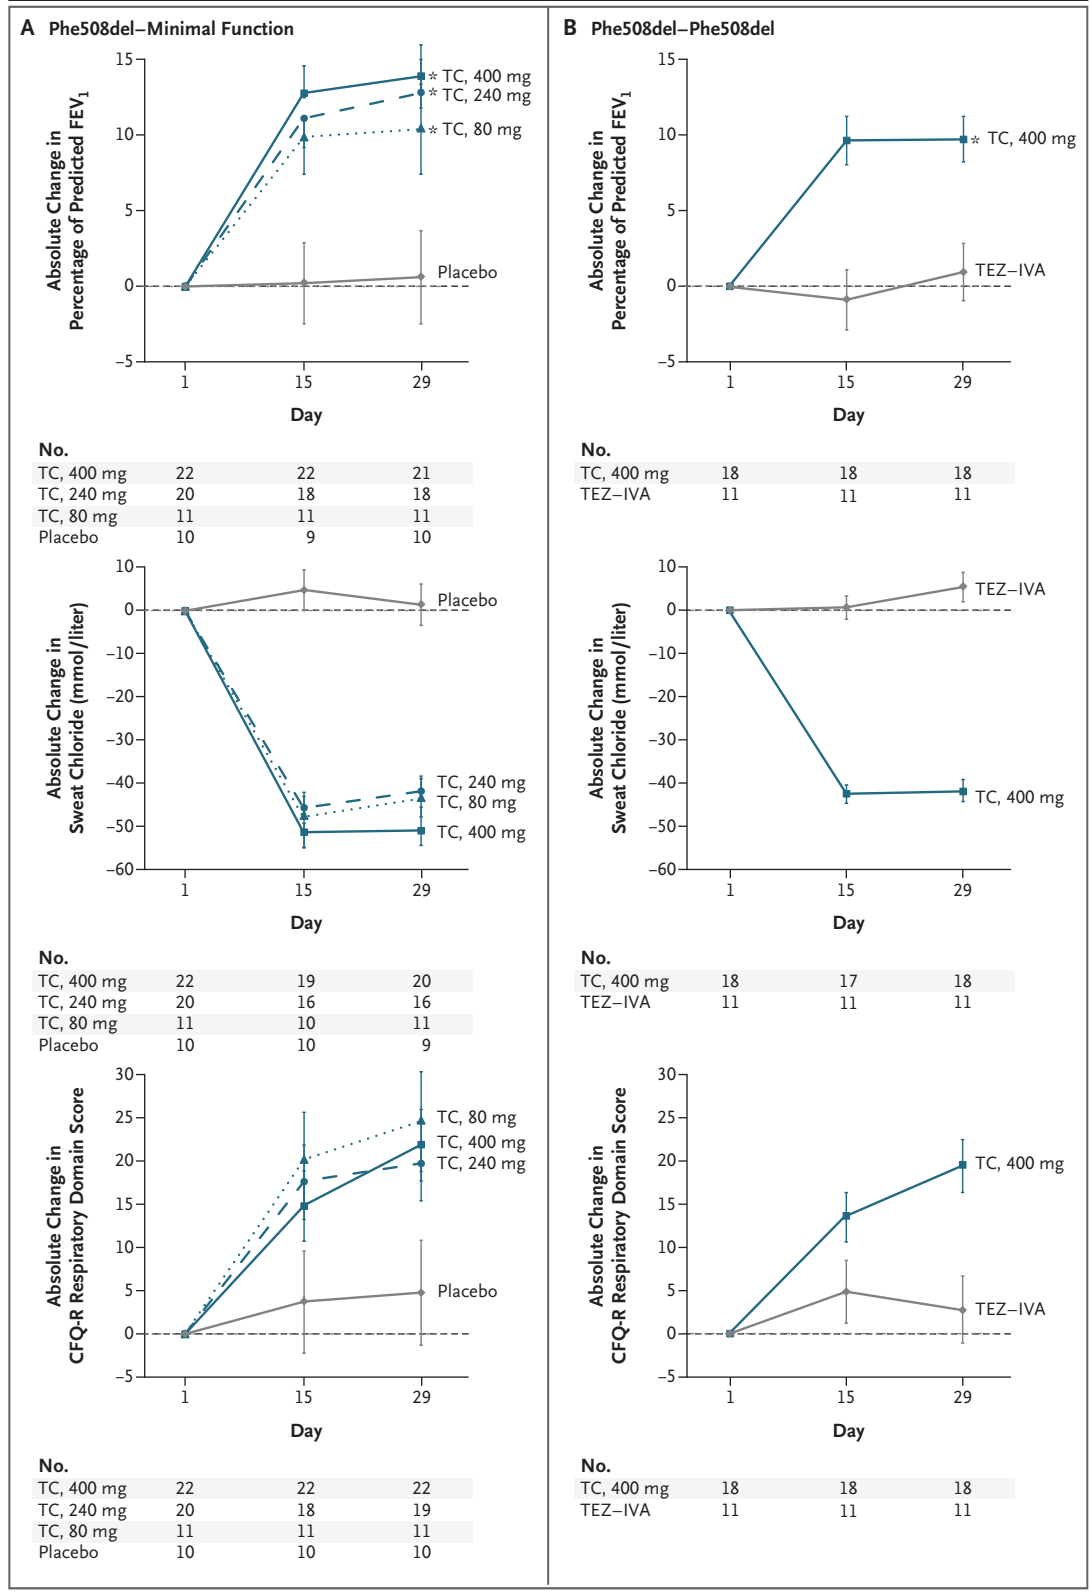 A Phe508del–Minimal Function
Absolute Change in
Percentage of Predicted FEV1
15
10
5
0
–5
* TC, 400 mg
* TC, 240 mg
* TC, 80 mg
Placebo
1 15 29
Day
No.
TC, 400 mg 22 22 21
TC, 240 mg 20 18 18
TC, 80 mg 11 11 11
Placebo 10 9 10
Absolute Change in
Sweat Chloride (mmol/liter)
10
0
–10
–20
–30
–40
–50
–60
Placebo
TC, 240 mg
TC, 80 mg
TC, 400 mg
1 15 29
Day
No.
TC, 400 mg 22 19 20
TC, 240 mg 20 16 16
TC, 80 mg 11 10 11
Placebo 10 10 9
Absolute Change in
CFQ-R Respiratory Domain Score
30
25
20
15
10
5
0
–5
TC, 80 mg
TC, 400 mg
TC, 240 mg
Placebo
1 15 29
Day
No.
TC, 400 mg 22 22 22
TC, 240 mg 20 18 19
TC, 80 mg 11 11 11
Placebo 10 10 10
B Phe508del–Phe508del
Absolute Change in
Percentage of Predicted FEV1
15
10
5
0
–5
* TC, 400 mg
TEZ–IVA
1 15 29
Day
No.
TC, 400 mg 18 18 18
TEZ–IVA 11 11 11
Absolute Change in
Sweat Chloride (mmol/liter)
10
0
–10
–20
–30
–40
–50
–60
TEZ–IVA
TC, 400 mg
1 15 29
Day
No.
TC, 400 mg 18 17 18
TEZ–IVA 11 11 11
Absolute Change in
CFQ-R Respiratory Domain Score
30
25
20
15
10
5
0
–5
TC, 400 mg
TEZ–IVA
1 15 29
Day
No.
TC, 400 mg 18 18 18
TEZ–IVA 11 11 11